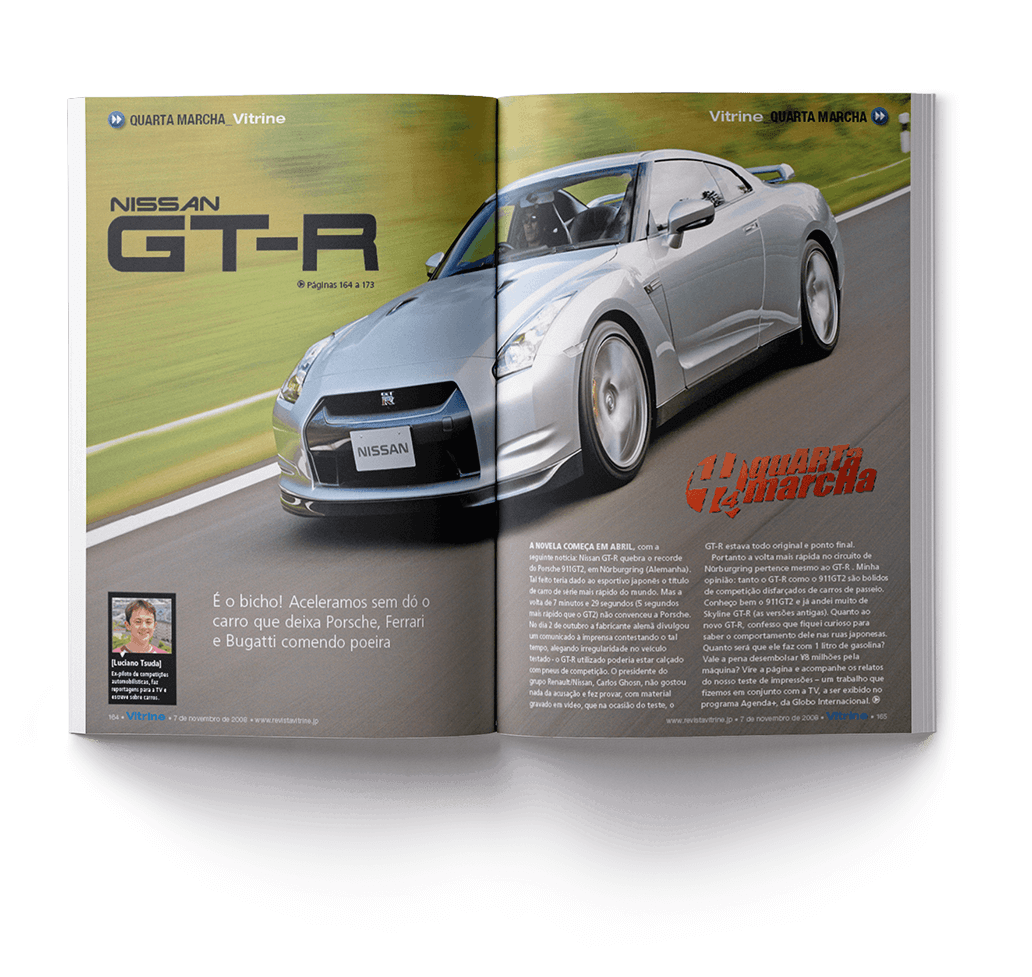 QUARTA MARCHA_Vitrine
Vitrine_QUARTA MARCHA
NISSAN
GT-R
Páginas 164 a 173
GT
R
NISSAN
4
QUARTA
marcha
É o bicho! Aceleramos sem dó o
carro que deixa Porsche, Ferrari
e Bugatti comendo poeira
[Luciano Tsuda]
Ex-piloto de competições
automobilísticas, faz
reportagens para a TV e
escreve sobre carros.
164 • Vitrine • 7 de novembro de 2008 • www.revistavitrine.jp
A NOVELA COMEÇA EM ABRIL, com a
seguinte notícia: Nissan GT-R quebra o recorde
do Porsche 911GT2, em Nürburgring (Alemanha).
Tal feito teria dado ao esportivo japonês o título
de carro de série mais rápido do mundo. Mas a
volta de 7 minutos e 29 segundos (5 segundos
mais rápido que o GT2) não convenceu a Porsche.
No dia 2 de outubro a fabricante alemã divulgou
um comunicado à imprensa contestando o tal
tempo, alegando irregularidade no veículo
tertado - o GT-R utilizado poderia estar calçado
com pneus de competição. O presidente do
grupo Renault/Nissan, Carlos Ghosn, não gostou
nada da acusação e fez provar, com material
gravado em vídeo, que na ocasião do teste, o
GT-R estava todo original e ponto final.
Portanto a volta mais rápida no circuito de
Nürburgring pertence mesmo ao GT-R . Minha
opinião: tanto o GT-R como o 911GT2 são bólidos
de competição disfarçados de carros de passeio.
Conheço bem o 911GT2 e já andei muito de
Skyline GT-R (as versões antigas). Quanto ao
novo GT-R, confesso que fiquei curioso para
saber o comportamento dele nas ruas japonesas.
Quanto será que ele faz com 1 litro de gasolina?
Vale a pena desembolsar ¥8 milhões pela
máquina? Vire a página e acompanhe os relatos
do nosso teste de impressões – um trabalho que
fizemos em conjunto com a TV, a ser exibido no
programa Agenda+, da Globo Internacional.
www.revistavitrine.jp • 7 de novembro de 2008 • Vitrine • 165